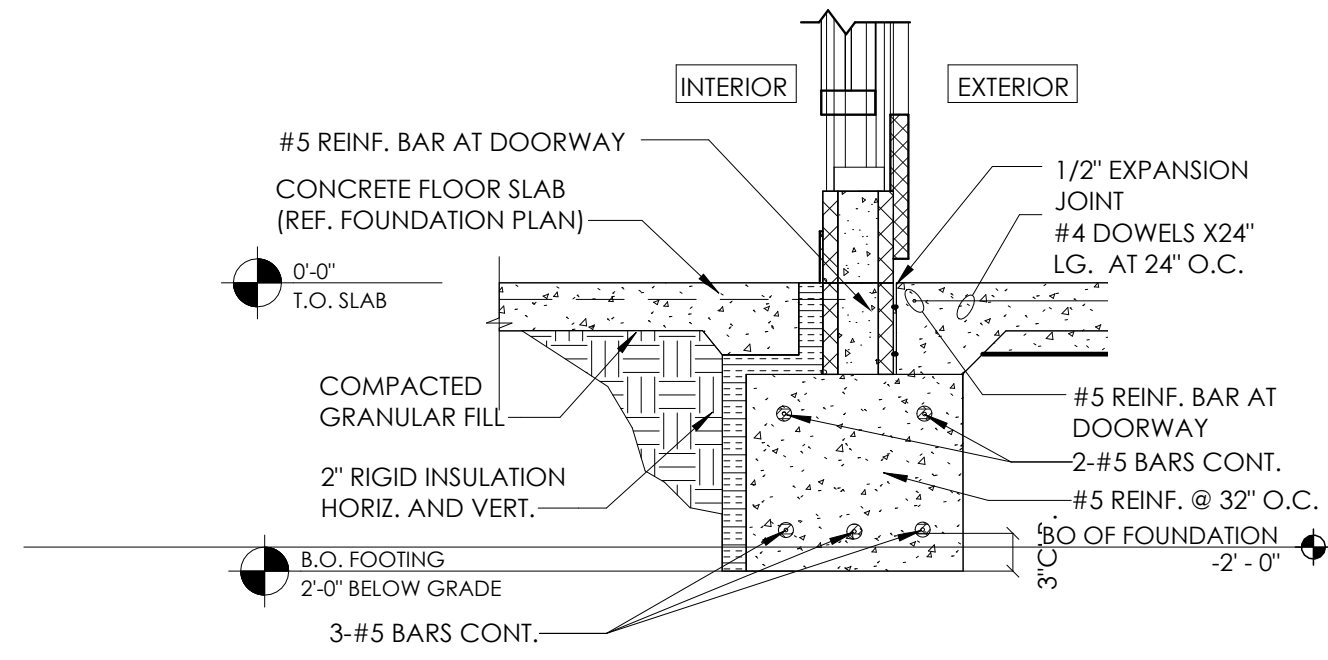 INTERIOR
EXTERIOR
#5 REINF. BAR AT DOORWAY
CONCRETE FLOOR SLAB
(REF. FOUNDATION PLAN)
1/2" EXPANSION
JOINT
#4 DOWELS X24"
LG. AT 24" O.C.
0'-0"
T.O. SLAB
COMPACTED
GRANULAR FILL
2" RIGID INSULATION
HORIZ. AND VERT.
#5 REINF. BAR AT
DOORWAY
2-#5 BARS CONT.
#5 REINF. @ 32" O.C.
BO OF FOUNDATION
-2' - 0"
B.O. FOOTING
2'-0" BELOW GRADE
3"
3-#5 BARS CONT.